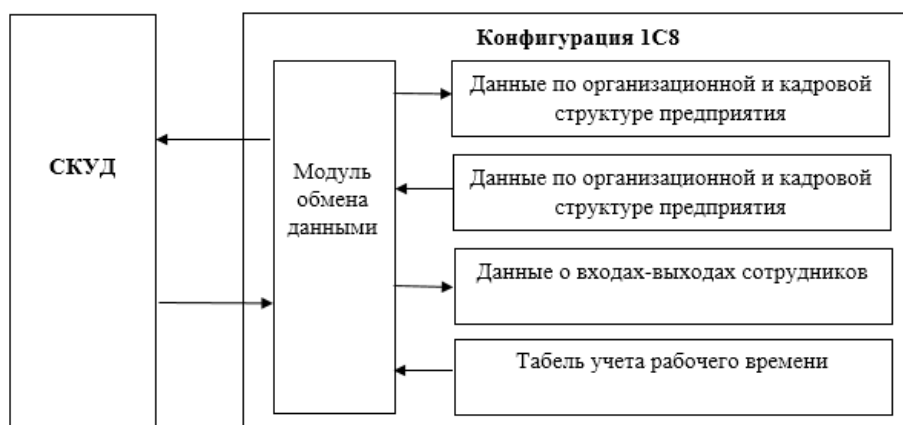 Конфигурация 1С8
СКУД
Модуль
обмена
данными
Данные по организационной и кадровой
структуре предприятия
Данные по организационной и кадровой
структуре предприятия
Данные о входах-выходах сотрудников
Табель учета рабочего времени